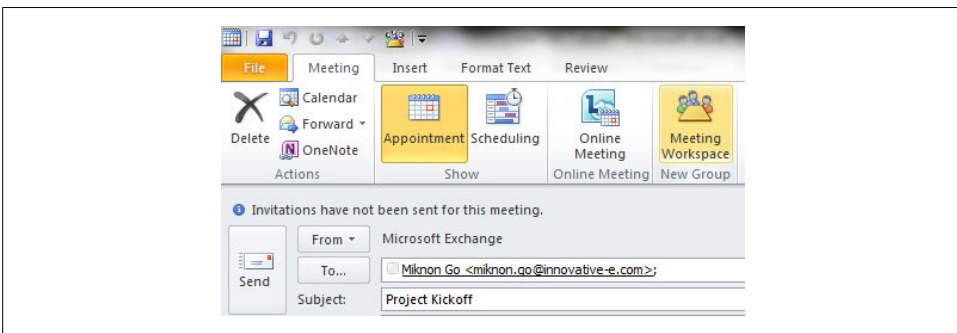 File Meeting Insert Format Text Review
Delete
Calendar
Forward
OneNote
Actions
Appointment Scheduling
Show
Online
Meeting
Online Meeting
Meeting
Workspace
New Group
Invitations have not been sent for this meeting.
Send
From Microsoft Exchange
To... Miknon Go <miknon.go@innovative-e.com>;
Subject: Project Kickoff